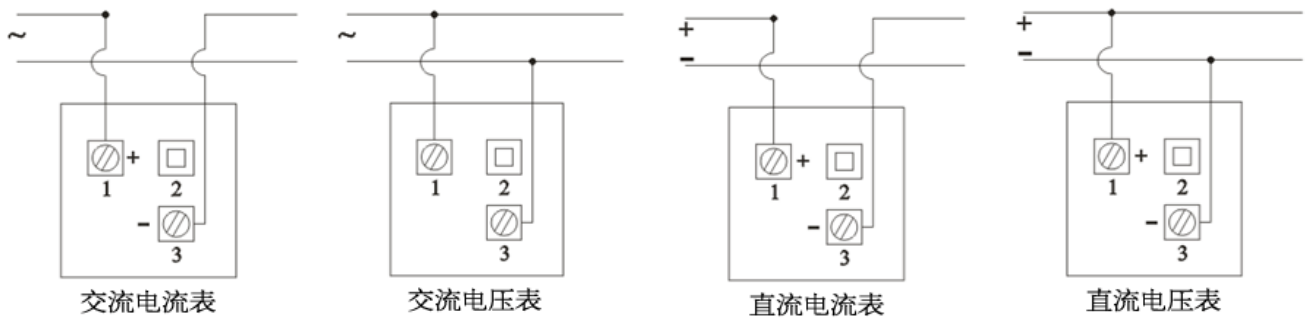 ~ ~ + +
- -
1 + 2 1 2 1 + 2 1 + 2
- 3 3 - 3 - 3
交流电流表 交流电压表 直流电流表 直流电压表